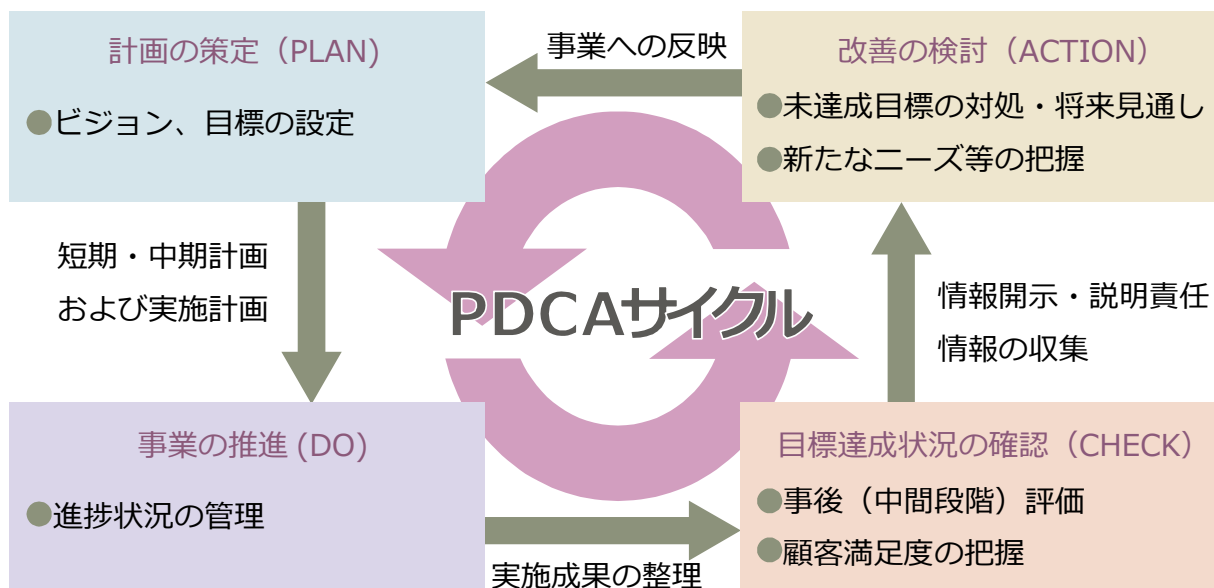 計画の策定（PLAN)
●ビジョン、目標の設定
事業への反映
改善の検討（ACTION）
●未達成目標の対処・将来見通し
●新たなニーズ等の把握
短期・中期計画
および実施計画
PDCAサイクル
情報開示・説明責任
情報の収集
事業の推進 (DO)
●進捗状況の管理
実施成果の整理
目標達成状況の確認（CHECK）
●事後（中間段階）評価
●顧客満足度の把握